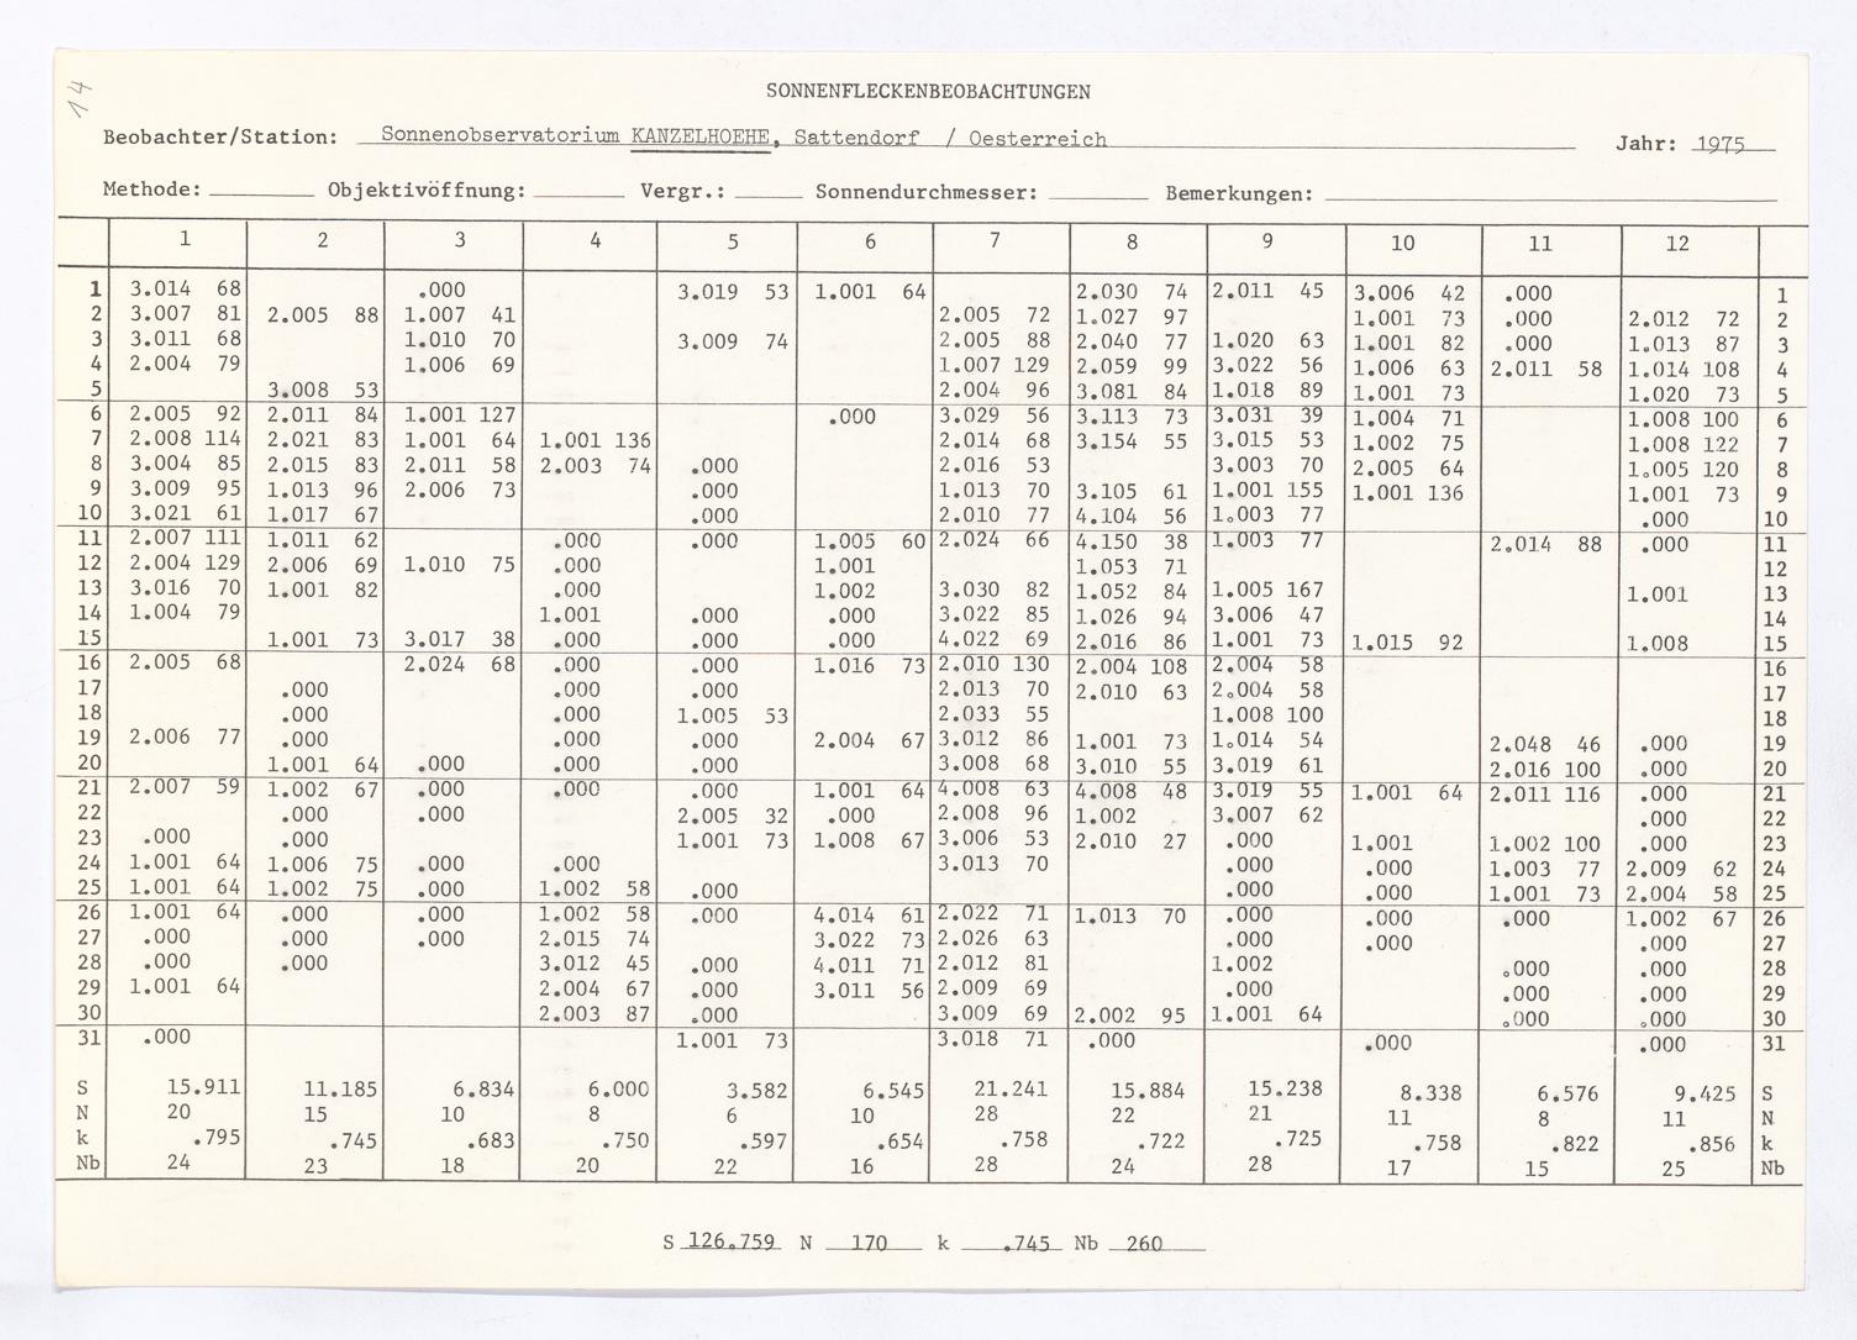 14
SONNENFLECKENBEOBACHTUNGEN
Beobachter/Station: Sonnenobservatorium KANZELHOEHE, Sattendorf / Oesterreich Jahr: 1975
Methode: Objektivöffnung: Vergr.: Sonnendurchmesser: Bemerkungen:
1 2 3 4 5 6 7 8 9 10 11 12
1 3.014 68 .000 3.019 53 1.001 64 2.030 74 2.011 45 3.006 42 .000 1
2 3.007 81 2.005 88 1.007 41 2.005 72 1.027 97 1.001 73 .000 2.012 72 2
3 3.011 68 1.010 70 3.009 74 2.005 88 2.040 77 1.020 63 1.001 82 .000 1.013 87 3
4 2.004 79 1.006 69 1.007 129 2.059 99 3.022 56 1.006 63 2.011 58 1.014 108 4
5 3.008 53 2.004 96 3.081 84 1.018 89 1.001 73 1.020 73 5
6 2.005 92 2.011 84 1.001 127 .000 3.029 56 3.113 73 3.031 39 1.004 71 1.008 100 6
7 2.008 114 2.021 83 1.001 64 1.001 136 2.014 68 3.154 55 3.015 53 1.002 75 1.008 122 7
8 3.004 85 2.015 83 2.011 58 2.003 74 .000 2.016 53 3.003 70 2.005 64 1.005 120 8
9 3.009 95 1.013 96 2.006 73 .000 1.013 70 3.105 61 1.001 155 1.001 136 1.001 73 9
10 3.021 61 1.017 67 .000 2.010 77 4.104 56 1.003 77 .000 10
11 2.007 111 1.011 62 .000 .000 1.005 60 2.024 66 4.150 38 1.003 77 2.014 88 .000 11
12 2.004 129 2.006 69 1.010 75 .000 1.001 1.053 71 12
13 3.016 70 1.001 82 .000 1.002 3.030 82 1.052 84 1.005 167 1.001 13
14 1.004 79 1.001 .000 .000 3.022 85 1.026 94 3.006 47 14
15 1.001 73 3.017 38 .000 .000 .000 4.022 69 2.016 86 1.001 73 1.015 92 1.008 15
16 2.005 68 2.024 68 .000 .000 1.016 73 2.010 130 2.004 108 2.004 58 16
17 .000 .000 .000 2.013 70 2.010 63 2.004 58 17
18 .000 .000 1.005 53 2.033 55 1.008 100 18
19 2.006 77 .000 .000 .000 2.004 67 3.012 86 1.001 73 1.014 54 2.048 46 .000 19
20 1.001 64 .000 .000 .000 3.008 68 3.010 55 3.019 61 2.016 100 .000 20
21 2.007 59 1.002 67 .000 .000 .000 1.001 64 4.008 63 4.008 48 3.019 55 1.001 64 2.011 116 .000 21
22 .000 .000 2.005 32 .000 2.008 96 1.002 3.007 62 .000 22
23 .000 .000 1.001 73 1.008 67 3.006 53 2.010 27 .000 1.001 1.002 100 .000 23
24 1.001 64 1.006 75 .000 .000 3.013 70 .000 .000 1.003 77 2.009 62 24
25 1.001 64 1.002 75 .000 1.002 58 .000 .000 .000 1.001 73 2.004 58 25
26 1.001 64 .000 .000 1.002 58 .000 4.014 61 2.022 71 1.013 70 .000 .000 .000 1.002 67 26
27 .000 .000 .000 2.015 74 3.022 73 2.026 63 .000 .000 .000 27
28 .000 .000 3.012 45 .000 4.011 71 2.012 81 1.002 .000 .000 28
29 1.001 64 2.004 67 .000 3.011 56 2.009 69 .000 .000 .000 29
30 2.003 87 .000 3.009 69 2.002 95 1.001 64 .000 .000 30
31 .000 1.001 73 3.018 71 .000 .000 .000 31
S 15.911 11.185 6.834 6.000 3.582 6.545 21.241 15.884 15.238 8.338 6.576 9.425 S
N 20 15 10 8 6 10 28 22 21 11 8 11 N
k .795 .745 .683 .750 .597 .654 .758 .722 .725 .758 .822 .856 k
Nb 24 23 18 20 22 16 28 24 28 17 15 25 Nb
S 126.759 N 170 k .745 Nb 260